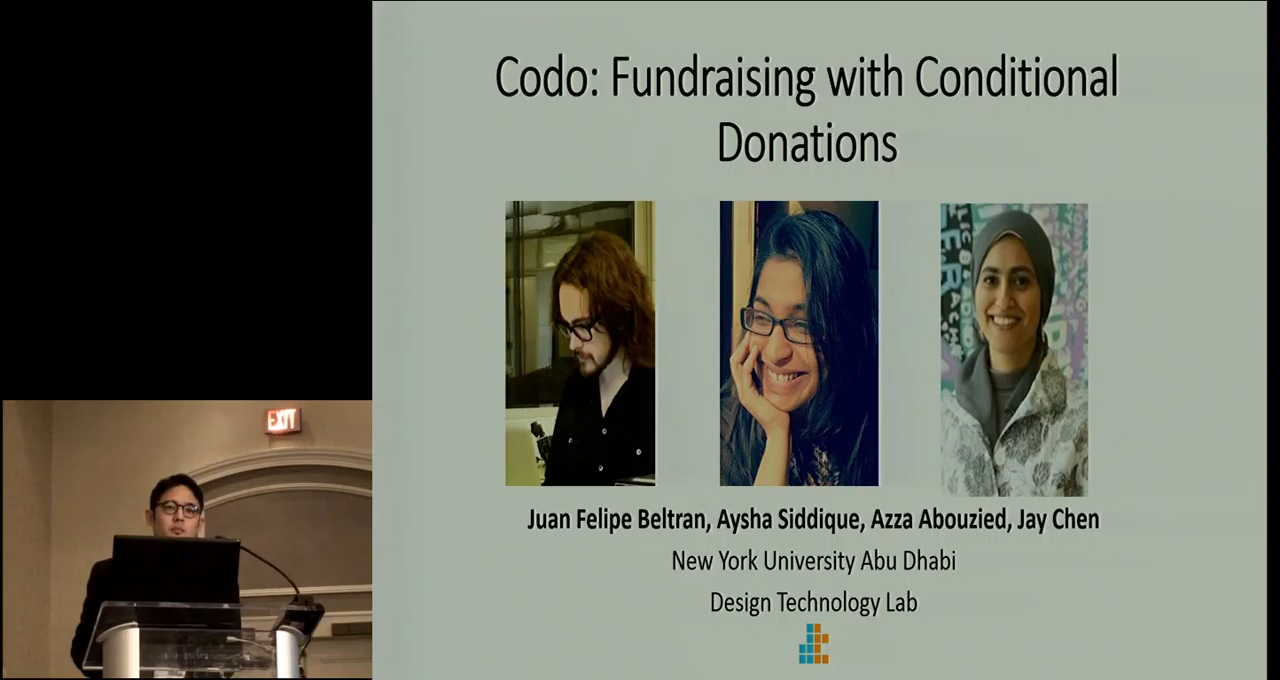 Codo: Fundraising with Conditional
Donations
EXIT
Juan Felipe Beltran, Aysha Siddique, Azza Abouzied, Jay Chen
New York University Abu Dhabi
Design Technology Lab